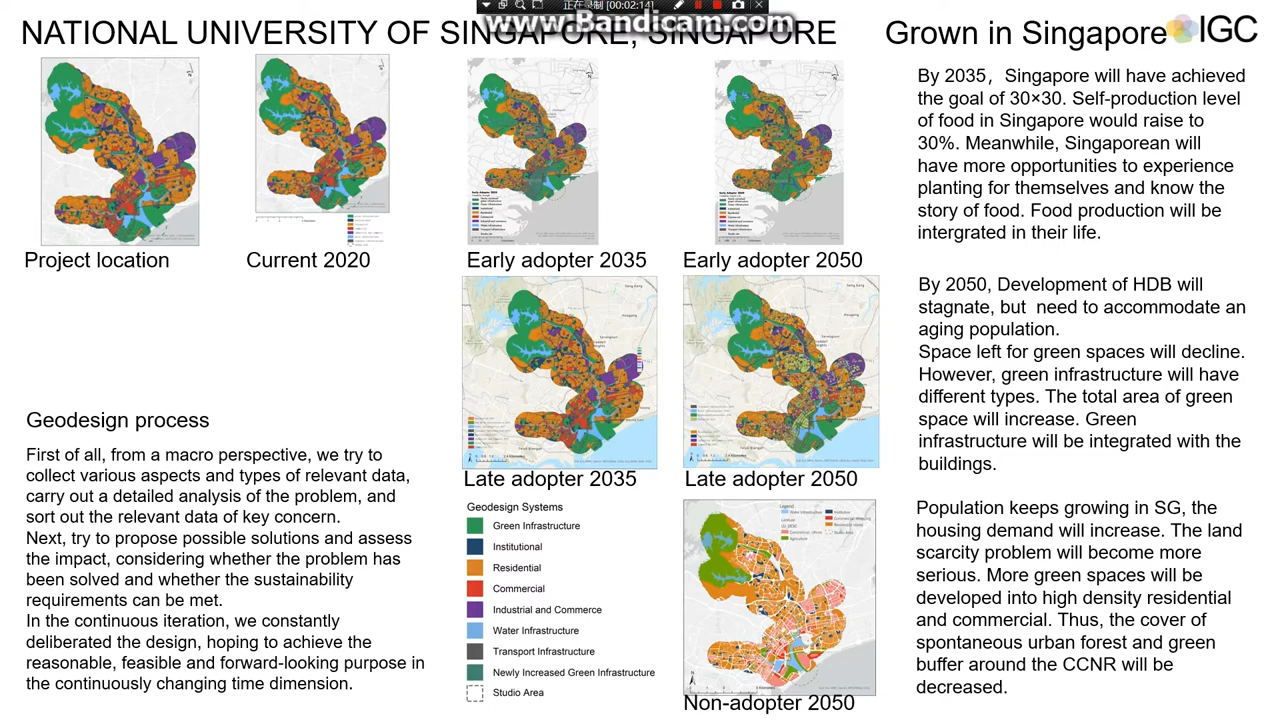 正在录制 [00:02:14]
www.Bandicam.com
NATIONAL UNIVERSITY OF SINGAPORE, SINGAPORE
Grown in Singapore
IGC
Project location
Current 2020
Early adopter 2035
Early adopter 2050
Late adopter 2035
Late adopter 2050
Geodesign process
First of all, from a macro perspective, we try to
collect various aspects and types of relevant data,
carry out a detailed analysis of the problem, and
sort out the relevant data of key concern.
Next, try to propose possible solutions and assess
the impact, considering whether the problem has
been solved and whether the sustainability
requirements can be met.
In the continuous iteration, we constantly
deliberated the design, hoping to achieve the
reasonable, feasible and forward-looking purpose in
the continuously changing time dimension.
Geodesign Systems
Green Infrastructure
Institutional
Residential
Commercial
Industrial and Commerce
Water Infrastructure
Transport Infrastructure
Newly Increased Green Infrastructure
Studio Area
Non-adopter 2050
By 2035, Singapore will have achieved
the goal of 30×30. Self-production level
of food in Singapore would raise to
30%. Meanwhile, Singaporean will
have more opportunities to experience
nanting for themselves and know the
tory of food. Food production will be
intergrated in their life.
By 2050, Development of HDB will
stagnate, but need to accommodate an
aging population.
Space left for green spaces will decline.
However, green infrastructure will have
different types. The total area of green
space will increase. Green
infrastructure will be integrated with the
buildings.
Population keeps growing in SG, the
housing demand will increase. The land
scarcity problem will become more
serious. More green spaces will be
developed into high density residential
and commercial. Thus, the cover of
spontaneous urban forest and green
buffer around the CCNR will be
decreased.